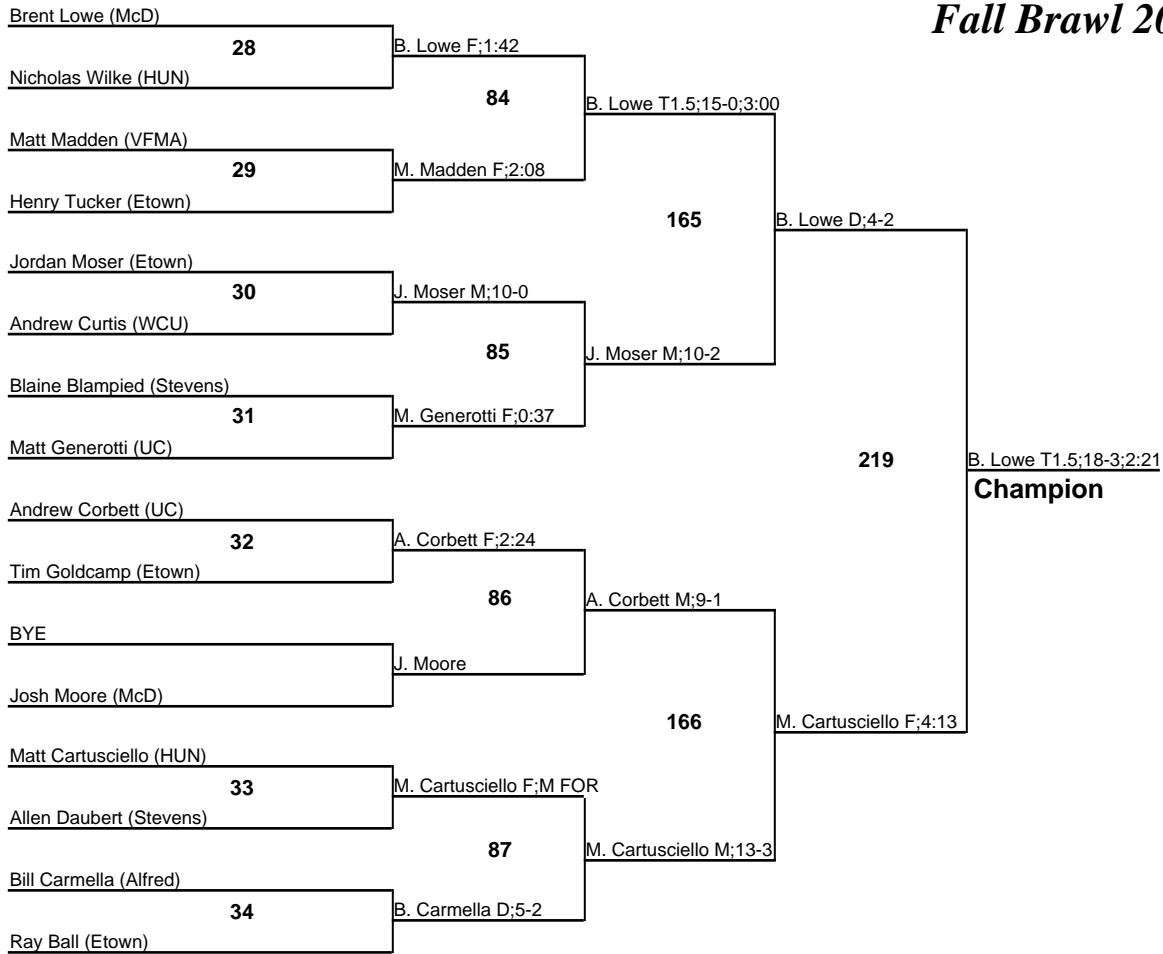 Fall Brawl 20
Brent Lowe (McD)
28
Nicholas Wilke (HUN)
B. Lowe F;1:42
84
Matt Madden (VFMA)
29
Henry Tucker (Etown)
M. Madden F;2:08
B. Lowe T1.5;15-0;3:00
165
Jordan Moser (Etown)
30
Andrew Curtis (WCU)
J. Moser M;10-0
85
Blaine Blampied (Stevens)
31
Matt Generotti (UC)
M. Generotti F;0:37
J. Moser M;10-2
B. Lowe D;4-2
219
B. Lowe T1.5;18-3;2:21
Champion
Andrew Corbett (UC)
32
Tim Goldcamp (Etown)
A. Corbett F;2:24
86
BYE
Josh Moore (McD)
J. Moore
A. Corbett M;9-1
166
Matt Cartusciello (HUN)
33
Allen Daubert (Stevens)
M. Cartusciello F;M FOR
87
Bill Carmella (Alfred)
34
Ray Ball (Etown)
B. Carmella D;5-2
M. Cartusciello M;13-3
M. Cartusciello F;4:13